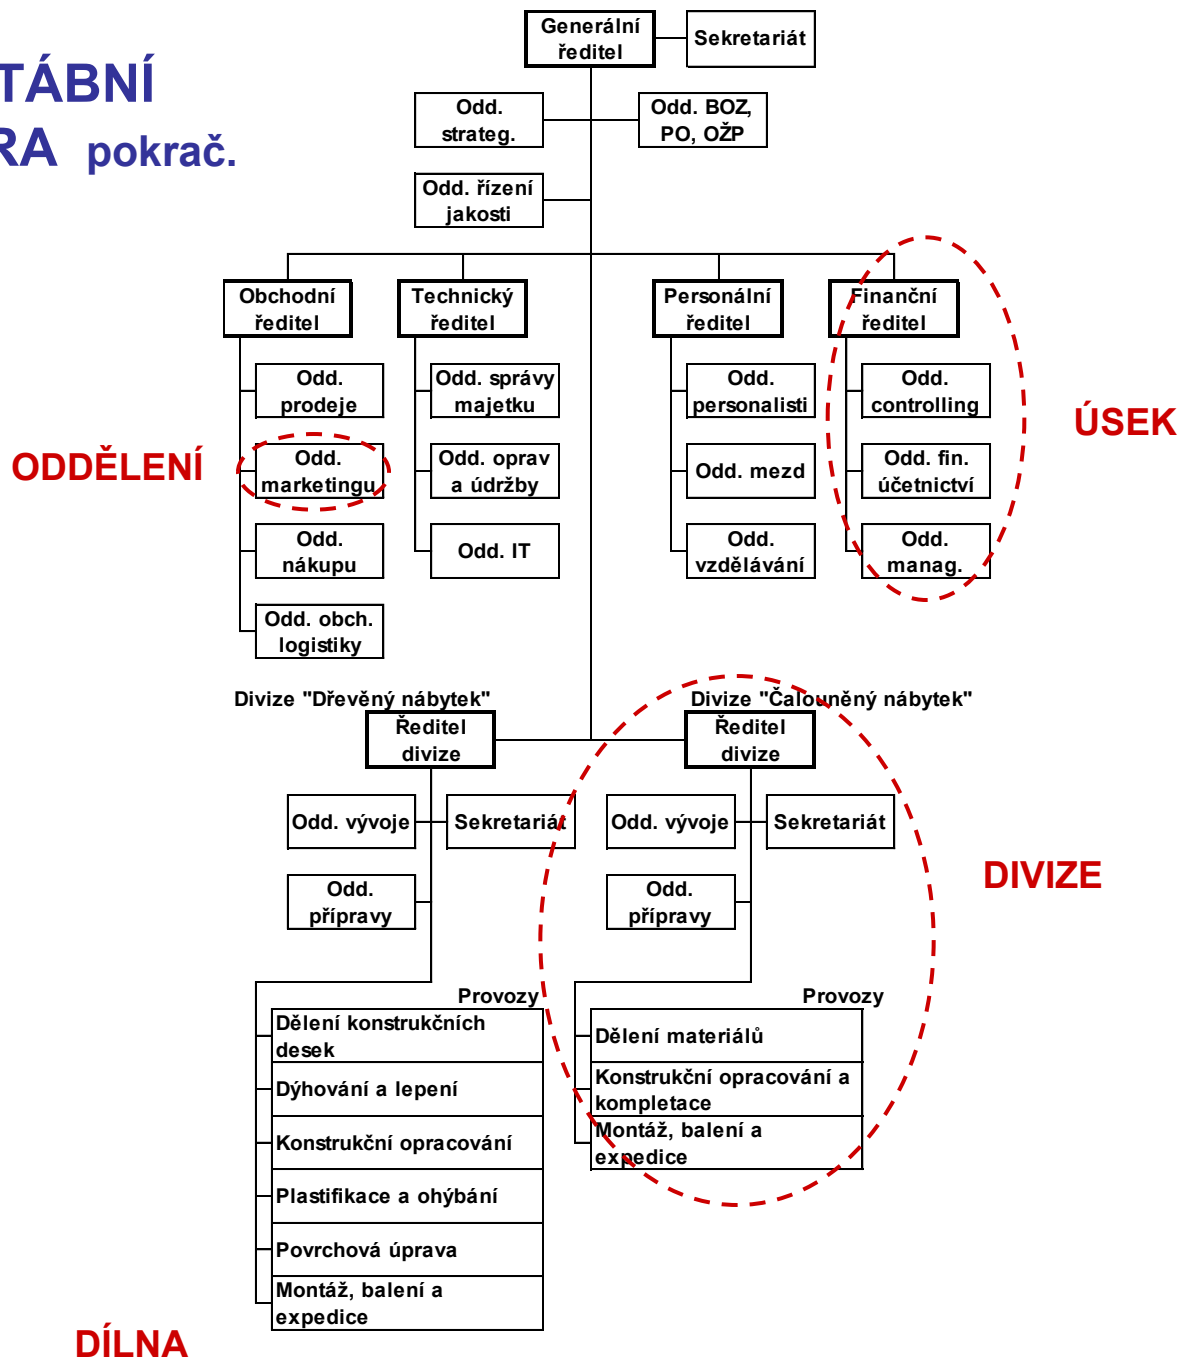 Generální
ředitel
Sekretariát
TÁBNÍ
RA pokrač.
Odd.
strateg.
Odd. BOZ,
PO, OŽP
Odd. řízení
jakosti
Obchodní
ředitel
Technický
ředitel
Personální
ředitel
Finanční
ředitel
Odd.
prodeje
Odd. správy
majetku
Odd.
personalisti
Odd.
controlling
ÚSEK
ODDĚLENÍ
Odd.
marketingu
Odd. oprav
a údržby
Odd. mezd
Odd. fin.
účetnictví
Odd.
nákupu
Odd. IT
Odd.
vzdělávání
Odd.
manag.
Odd. obch.
logistiky
Divize "Dřevěný nábytek"
Divize "Čalouněný nábytek"
Ředitel
divize
Ředitel
divize
Odd. vývoje
Sekretariát
Odd. vývoje
Sekretariát
DIVIZE
Odd.
přípravy
Odd.
přípravy
Provozy
Provozy
Dělení konstrukčních
desek
Dýhování a lepení
Konstrukční opracování
Plastifikace a ohýbání
Povrchová úprava
Montáž, balení a
expedice
Dělení materiálů
Konstrukční opracování a
kompletace
Montáž, balení a
expedice
DÍLNA